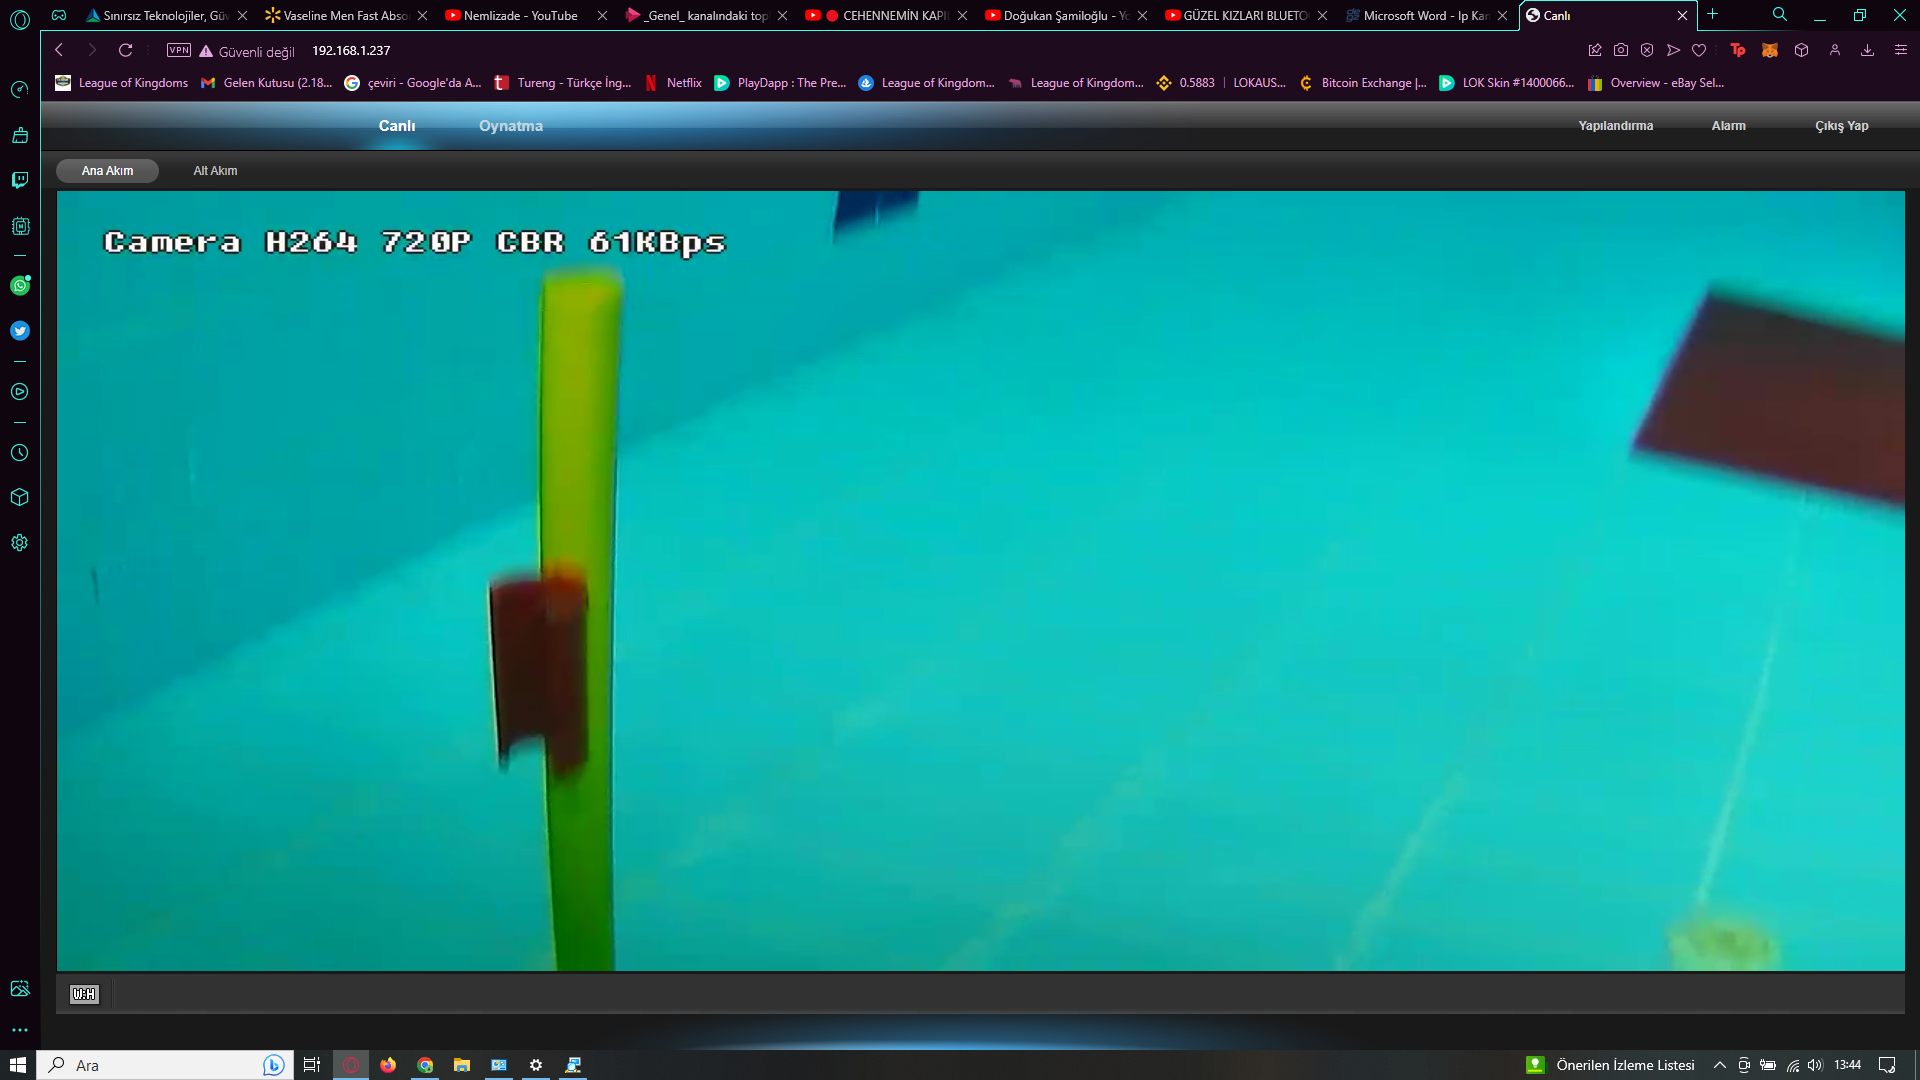 Sınırsız Teknolojiler, Güv
Vaseline Men Fast Abso
Nemlizade - YouTube
_Genel_ kanalındaki top
CEHENNEMİN KAPI
Doğukan Şamiloğlu - Yo
GÜZEL KIZLARI BLUETO
Microsoft Word - Ip Kam
Canlı
VPN
Güvenli değil
192.168.1.237
League of Kingdoms
Gelen Kutusu (2.18...
çeviri - Google'da A...
Tureng - Türkçe İng...
Netflix
PlayDapp : The Pre...
League of Kingdom...
League of Kingdom...
0.5883 | LOKAUS...
Bitcoin Exchange |...
LOK Skin #1400066...
Overview - eBay Sel...
Canlı
Oynatma
Yapılandırma
Alarm
Çıkış Yap
Ana Akım
Alt Akım
Camera H264 720P CBR 61KBps
W:H
Ara
Önerilen İzleme Listesi
13:44